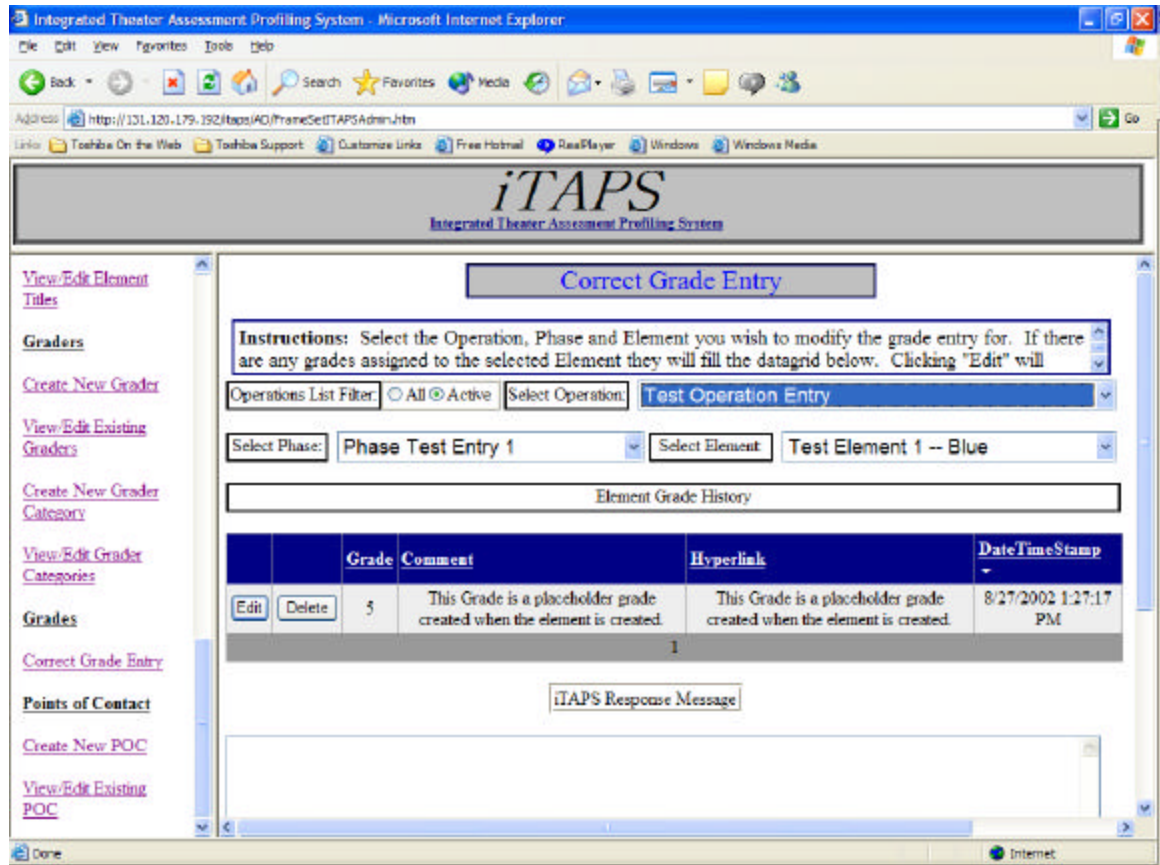 Integrated Theater Assessment Profiling System - Microsoft Internet Explorer
File Edit View Favorites Tools Help
Back Search Favorites Media
Address http://131.120.179.192/itaps/AO/FrameSetITAPSAdmin.htm Go
Links Toshiba On the Web Toshiba Support Customize Links Free Hotmail RealPlayer Windows Windows Media
iTAPS
Integrated Theater Assessment Profiling System
View/Edit Element
Titles
Graders
Create New Grader
View/Edit Existing
Graders
Create New Grader
Category
View/Edit Grader
Categories
Grades
Correct Grade Entry
Points of Contact
Create New POC
View/Edit Existing
POC
Correct Grade Entry
Instructions: Select the Operation, Phase and Element you wish to modify the grade entry for. If there
are any grades assigned to the selected Element they will fill the datagrid below. Clicking "Edit" will
Operations List Filter: All Active Select Operation: Test Operation Entry
Select Phase: Phase Test Entry 1 Select Element Test Element 1 -- Blue
Element Grade History
Grade Comment Hyperlink DateTimeStamp
Edit Delete 5 This Grade is a placeholder grade This Grade is a placeholder grade 8/27/2002 1:27:17
created when the element is created. created when the element is created. PM
1
iTAPS Response Message
Done Internet